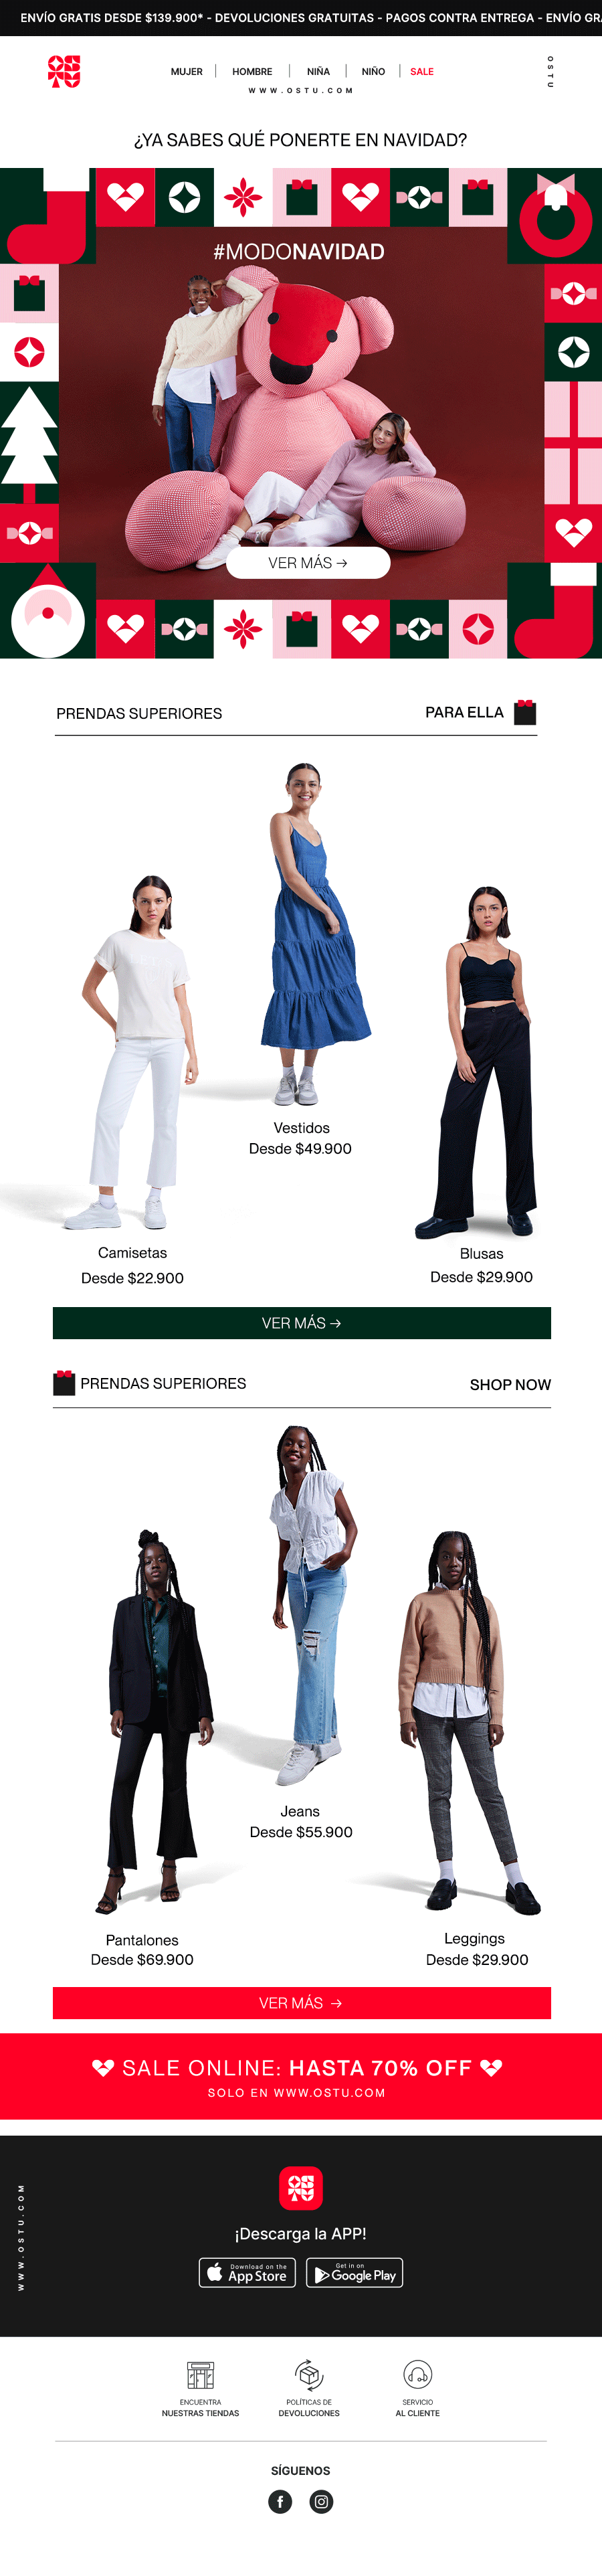 ENVÍO GRATIS DESDE $139.900* - DEVOLUCIONES GRATUITAS - PAGOS CONTRA ENTREGA - ENVÍO GRA
OSTU
MUJER | HOMBRE | NIÑA | NIÑO | SALE
WWW.OSTU.COM
OSTU
¿YA SABES QUÉ PONERTE EN NAVIDAD?
#MODONAVIDAD
VER MÁS →
PRENDAS SUPERIORES
PARA ELLA
Vestidos
Desde $49.900
Camisetas
Desde $22.900
Blusas
Desde $29.900
VER MÁS →
PRENDAS SUPERIORES
SHOP NOW
Jeans
Desde $55.900
Pantalones
Desde $69.900
Leggings
Desde $29.900
VER MÁS →
SALE ONLINE: HASTA 70% OFF
SOLO EN WWW.OSTU.COM
WWW.OSTU.COM
OSTU
¡Descarga la APP!
Download on the
App Store
Get in on
Google Play
ENCUENTRA
NUESTRAS TIENDAS
POLÍTICAS DE
DEVOLUCIONES
SERVICIO
AL CLIENTE
SÍGUENOS